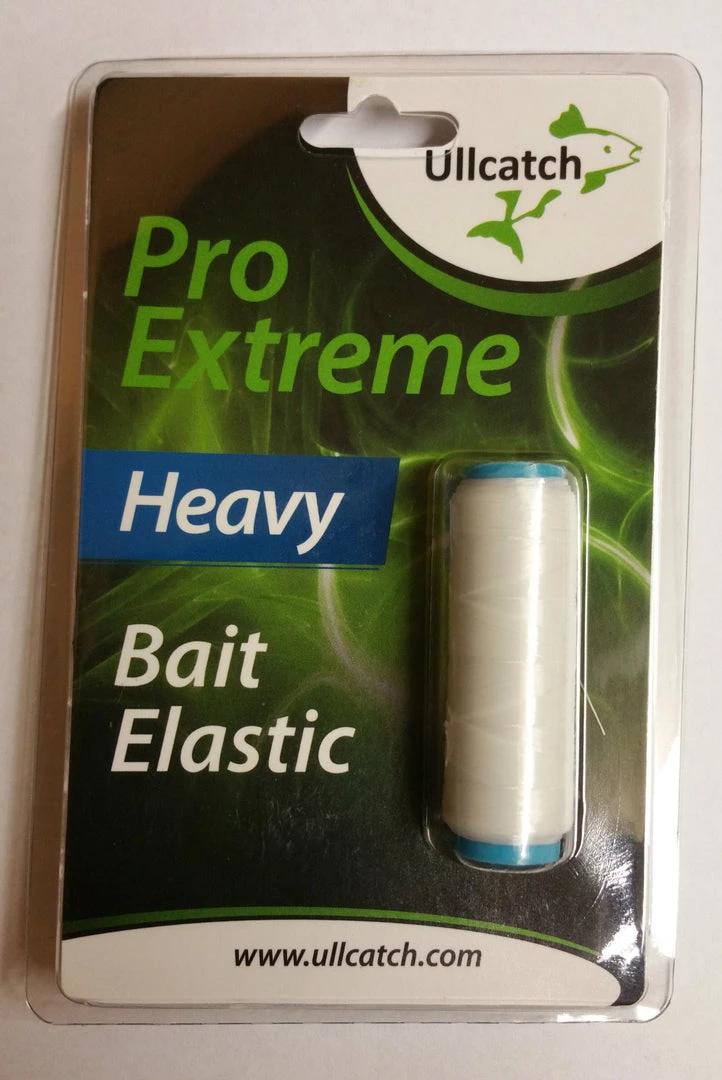 Ullcatch
Pro
Extreme
Heavy
Bait
Elastic
www.ullcatch.com